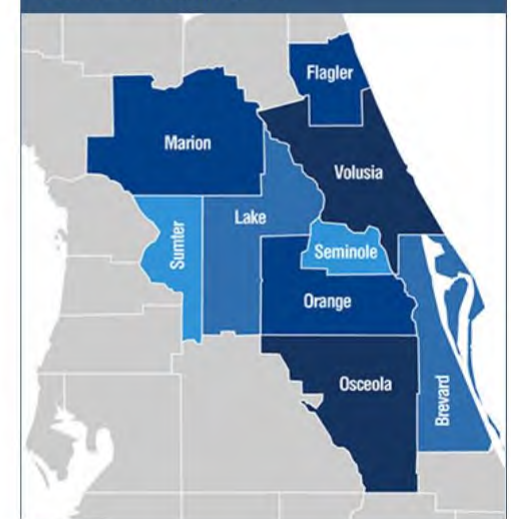 Flagler
Marion
Volusia
Lake
Sumter
Seminole
Orange
Osceola
Brevard